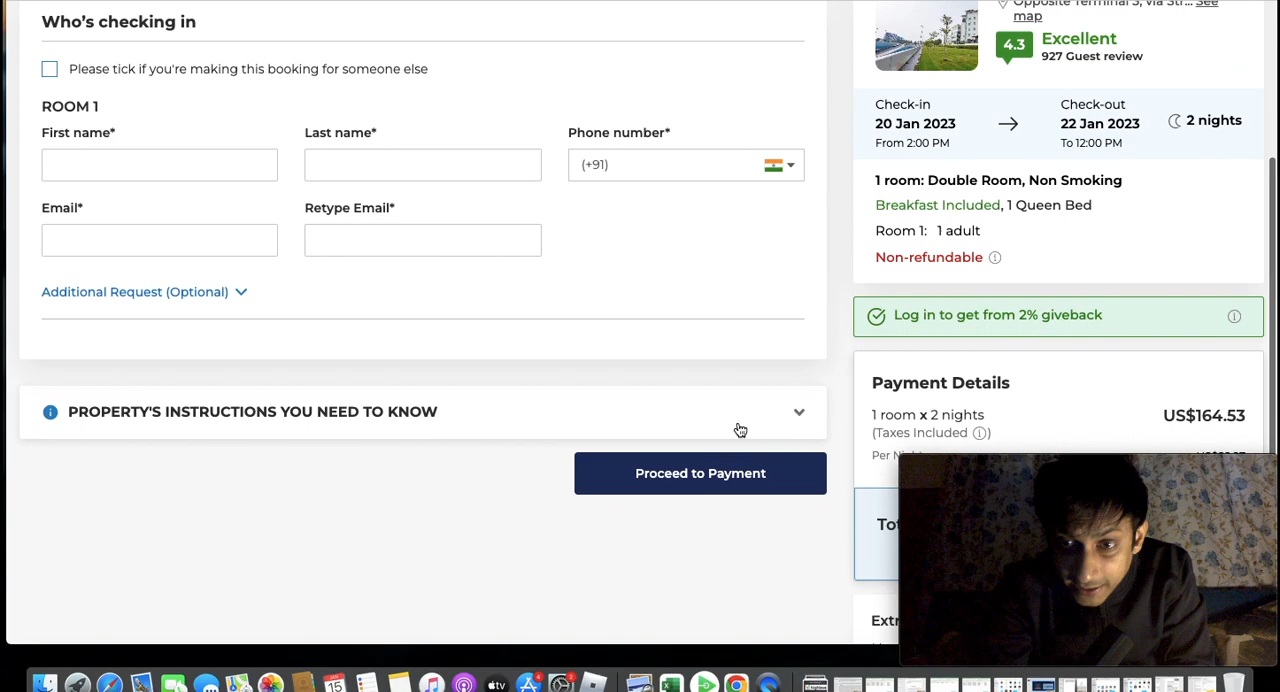 Who's checking in
Please tick if you're making this booking for someone else
ROOM 1
First name*
Last name*
Phone number*
(+91)
Email*
Retype Email*
Additional Request (Optional)
PROPERTY'S INSTRUCTIONS YOU NEED TO KNOW
Proceed to Payment
Opposite Terminal 3, via Str... See
map
4.3
Excellent
927 Guest review
Check-in
20 Jan 2023
From 2:00 PM
Check-out
22 Jan 2023
To 12:00 PM
2 nights
1 room: Double Room, Non Smoking
Breakfast Included, 1 Queen Bed
Room 1: 1 adult
Non-refundable
Log in to get from 2% giveback
Payment Details
1 room x 2 nights
US$164.53
(Taxes Included)
Per
15
tv